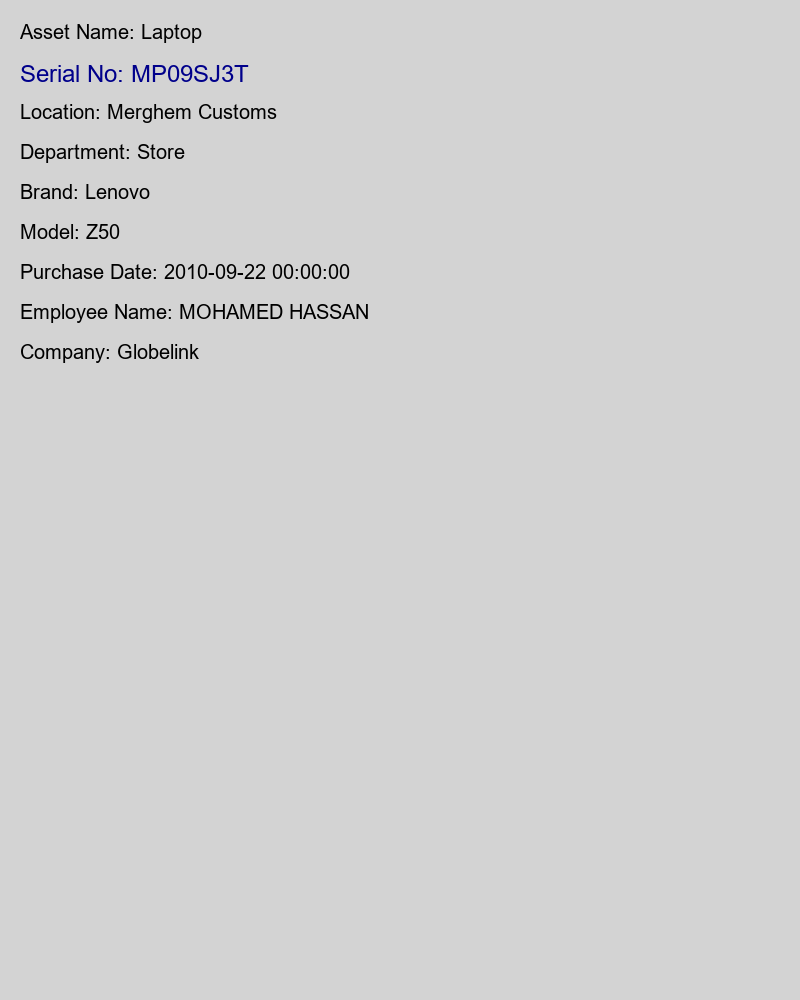 Asset Name: Laptop
Serial No: MP09SJ3T
Location: Merghem Customs
Department: Store
Brand: Lenovo
Model: Z50
Purchase Date: 2010-09-22 00:00:00
Employee Name: MOHAMED HASSAN
Company: Globelink